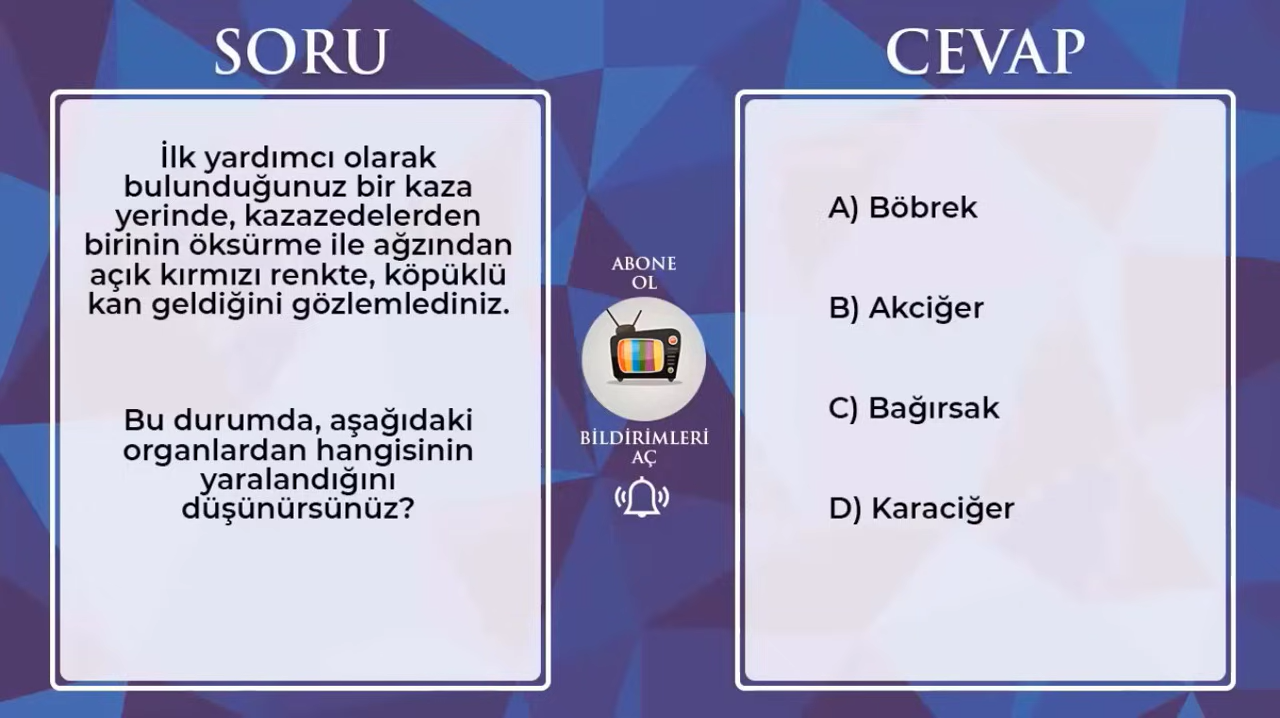 SORU
İlk yardımcı olarak
bulunduğunuz bir kaza
yerinde, kazazedelerden
birinin öksürme ile ağzından
açık kırmızı renkte, köpüklü
kan geldiğini gözlemlediniz.
Bu durumda, aşağıdaki
organlardan hangisinin
yaralandığını
düşünürsünüz?
ABONE
OL
BİLDİRİMLERİ
AÇ
CEVAP
A) Böbrek
B) Akciğer
C) Bağırsak
D) Karaciğer